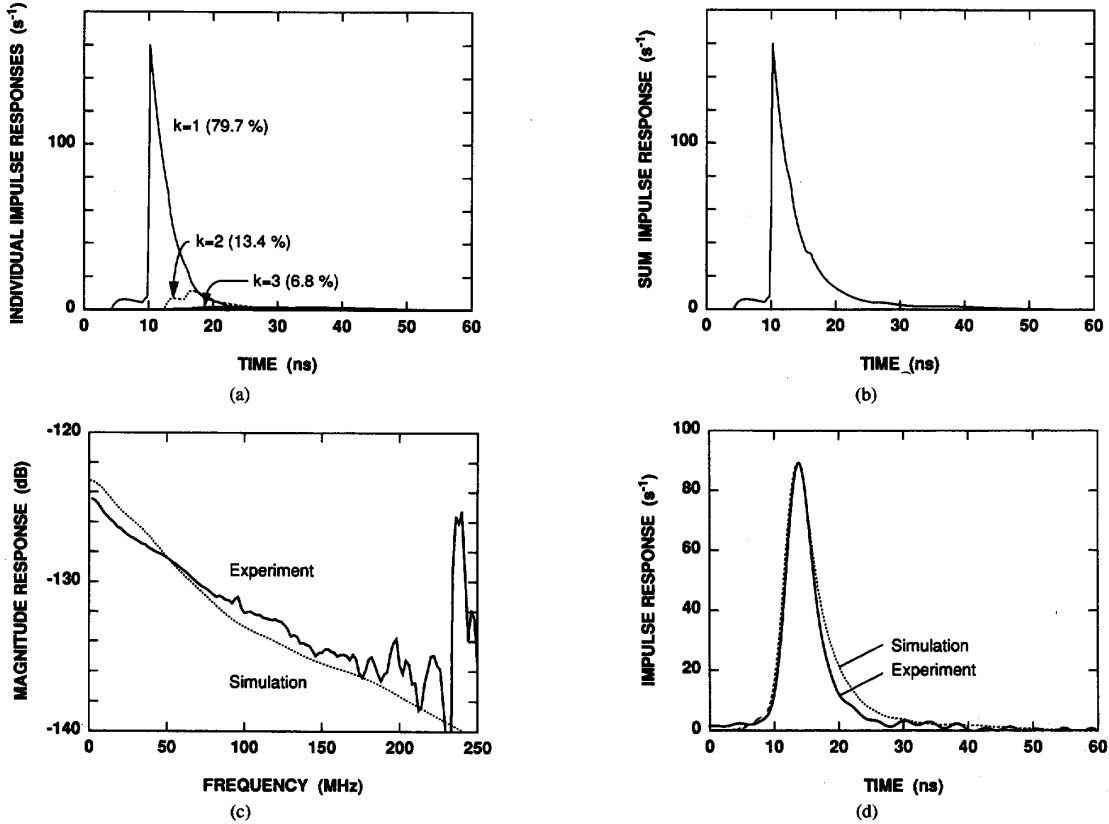 INDIVIDUAL IMPULSE RESPONSES (s⁻¹)
100
0
k=1 (79.7 %)
k=2 (13.4 %)
k=3 (6.8 %)
0 10 20 30 40 50 60
TIME (ns)
(a)
SUM IMPULSE RESPONSE (s⁻¹)
100
0
0 10 20 30 40 50 60
TIME (ns)
(b)
MAGNITUDE RESPONSE (dB)
-120
-130
-140
Experiment
Simulation
0 50 100 150 200 250
FREQUENCY (MHz)
(c)
IMPULSE RESPONSE (s⁻¹)
100
80
60
40
20
0
Simulation
Experiment
0 10 20 30 40 50 60
TIME (ns)
(d)